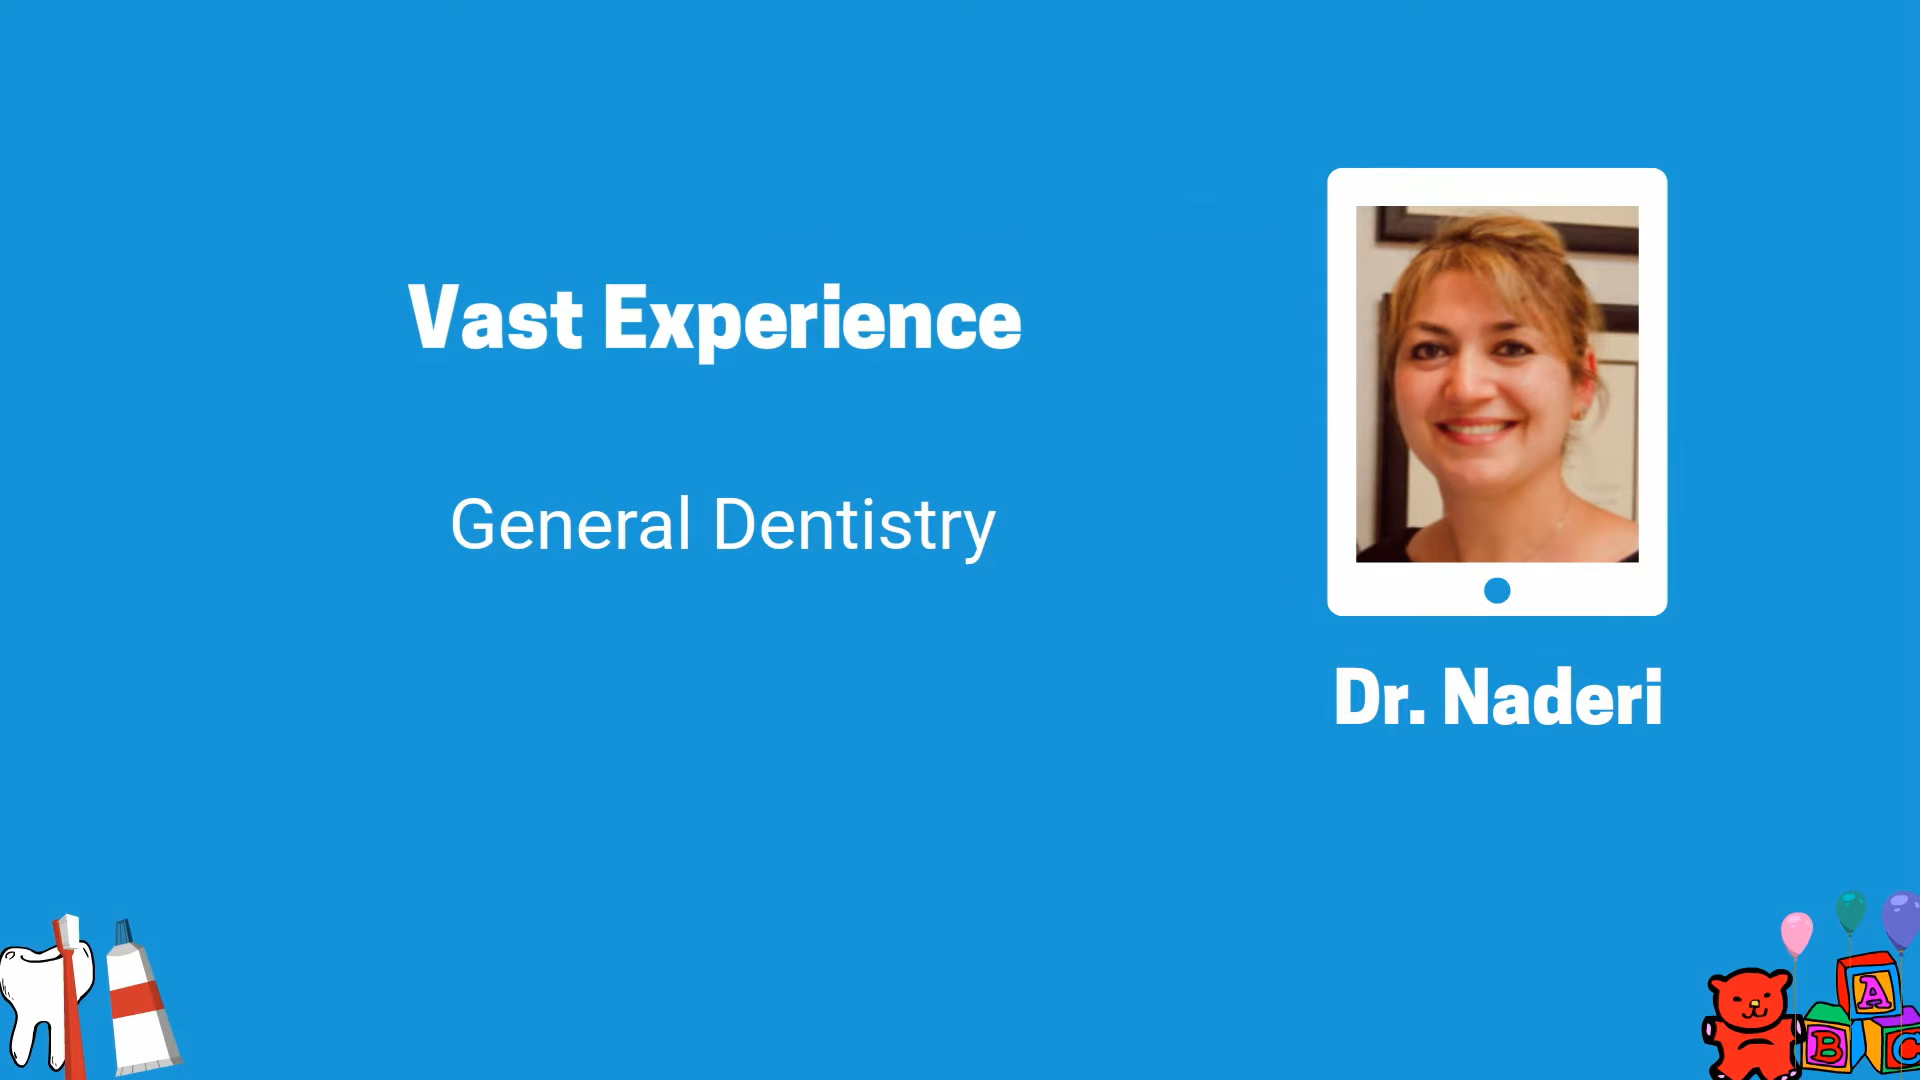 Vast Experience
General Dentistry
Dr. Naderi
A
B
C